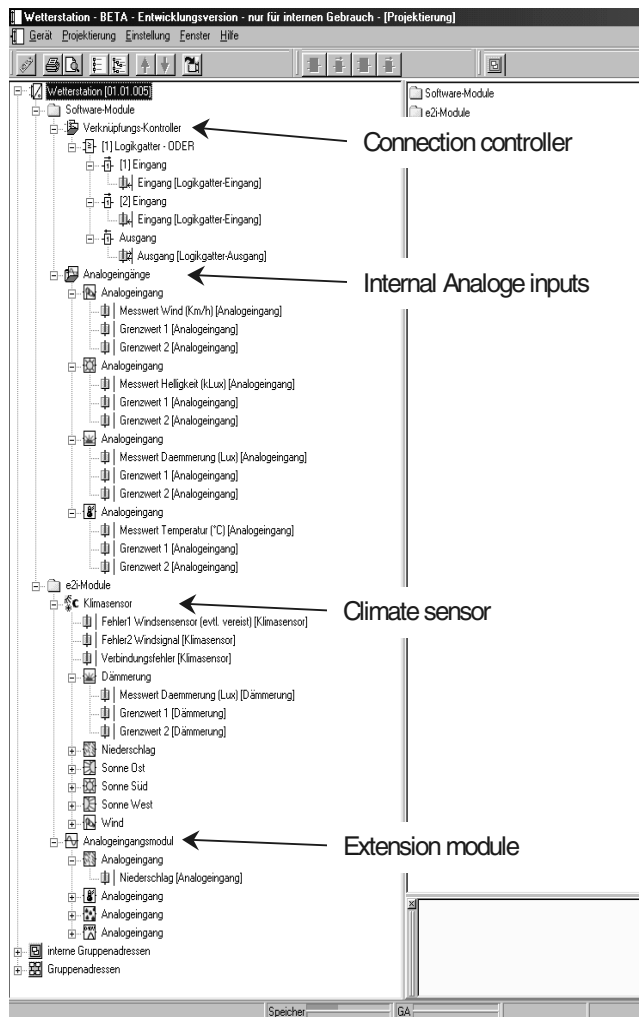 Wetterstation - BETA - Entwicklungsversion - nur für internen Gebrauch - [Projektierung]
Gerät Projektierung Einstellung Fenster Hilfe
Wetterstation [01.01.005]
Software-Module
Verknüpfungs-Kontroller
[1] Logikgatter - ODER
[1] Eingang
Eingang [Logikgatter-Eingang]
[2] Eingang
Eingang [Logikgatter-Eingang]
Ausgang
Ausgang [Logikgatter-Ausgang]
Analogeingänge
Analogeingang
Messwert Wind (Km/h) [Analogeingang]
Grenzwert 1 [Analogeingang]
Grenzwert 2 [Analogeingang]
Analogeingang
Messwert Helligkeit (kLux) [Analogeingang]
Grenzwert 1 [Analogeingang]
Grenzwert 2 [Analogeingang]
Analogeingang
Messwert Daemmerung (Lux) [Analogeingang]
Grenzwert 1 [Analogeingang]
Grenzwert 2 [Analogeingang]
Analogeingang
Messwert Temperatur (°C) [Analogeingang]
Grenzwert 1 [Analogeingang]
Grenzwert 2 [Analogeingang]
e2i-Module
Klimasensor
Fehler1 Windsensensor (evtl. vereist) [Klimasensor]
Fehler2 Windsignal [Klimasensor]
Verbindungsfehler [Klimasensor]
Dämmerung
Messwert Daemmerung (Lux) [Dämmerung]
Grenzwert 1 [Dämmerung]
Grenzwert 2 [Dämmerung]
Niederschlag
Sonne Ost
Sonne Süd
Sonne West
Wind
Analogeingangsmodul
Analogeingang
Niederschlag [Analogeingang]
Analogeingang
Analogeingang
Analogeingang
interne Gruppenadressen
Gruppenadressen
Software-Module
e2i-Module
Connection controller
Internal Analoge inputs
Climate sensor
Extension module
Speicher
GA